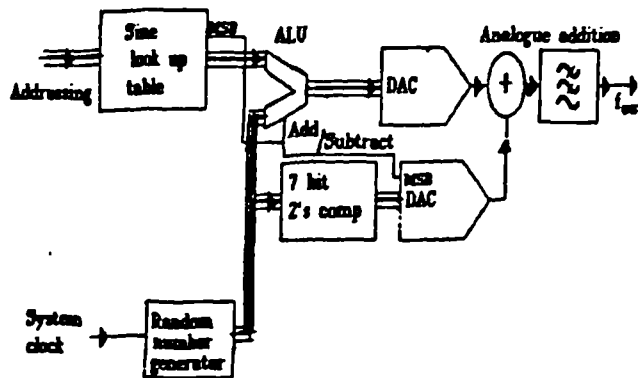 Sine
look up
table
MSB
ALU
Analogue addition
Addressing
DAC
+
Add
/Subtract
7 bit
2's comp
MSB
DAC
System
clock
Random
number
generator